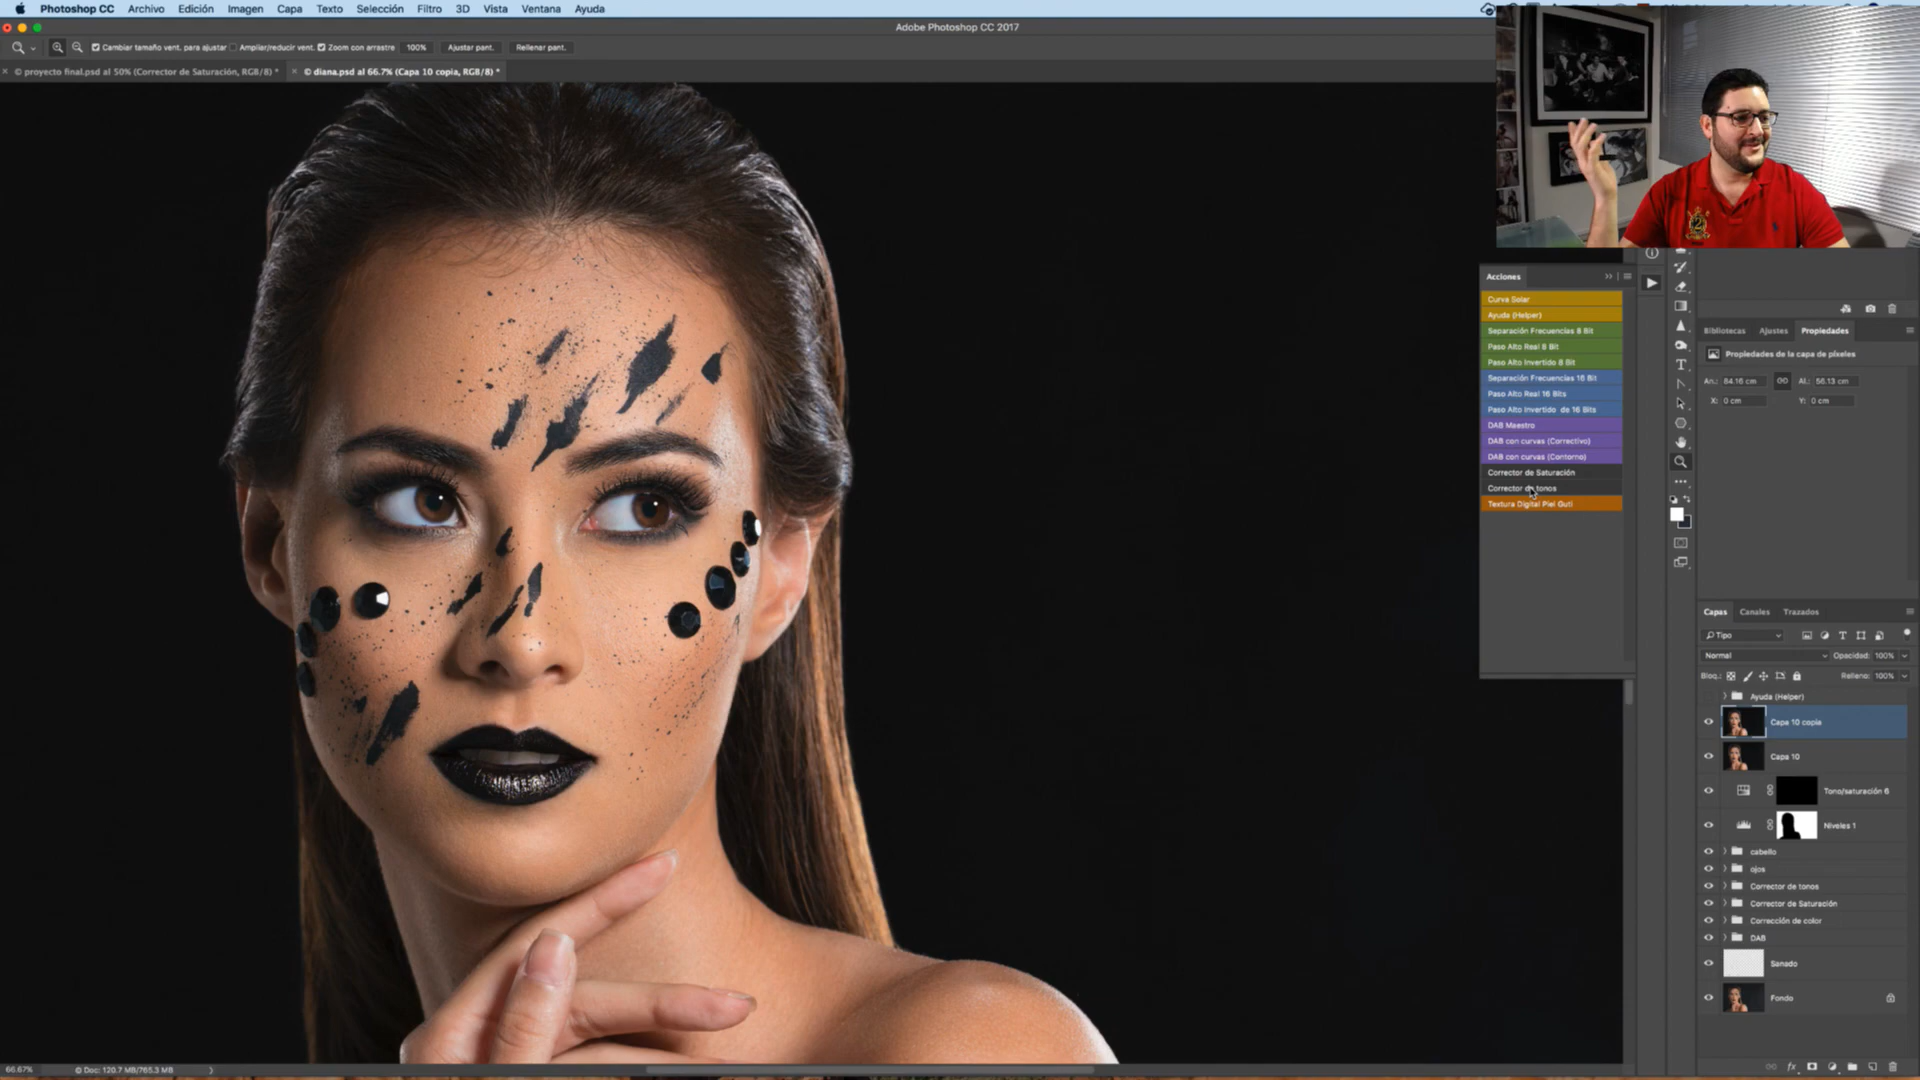 Photoshop CC Archivo Edición Imagen Capa Texto Selección Filtro 3D Vista Ventana Ayuda
Adobe Photoshop CC 2017
Cambiar tamaño vent. para ajustar Ampliar/reducir vent. Zoom con arrastre 100% Ajustar pant. Rellenar pant.
© proyecto final.psd al 50% (Corrector de Saturación, RGB/8) * © diana.psd al 66.7% (Capa 10 copia, RGB/8) *
Acciones
Curva Solar
Ayuda (Helper)
Separación Frecuencias 8 Bit
Paso Alto Real 8 Bit
Paso Alto Invertido 8 Bit
Separación Frecuencias 16 Bit
Paso Alto Real 16 Bits
Paso Alto Invertido de 16 Bits
DAB Maestro
DAB con curvas (Correctivo)
DAB con curvas (Contorno)
Corrector de Saturación
Corrector de tonos
Textura Digital Piel Guti
Bibliotecas Ajustes Propiedades
Propiedades de la capa de píxeles
An.: 84.16 cm Al.: 56.13 cm
X: 0 cm Y: 0 cm
Capas Canales Trazados
Tipo
Normal Opacidad: 100%
Bloq.: Relleno: 100%
Ayuda (Helper)
Capa 10 copia
Capa 10
Tono/saturación 6
Niveles 1
cabello
ojos
Corrector de tonos
Corrector de Saturación
Corrección de color
DAB
Sanado
Fondo
66.67% Doc: 120.7 MB/765.3 MB